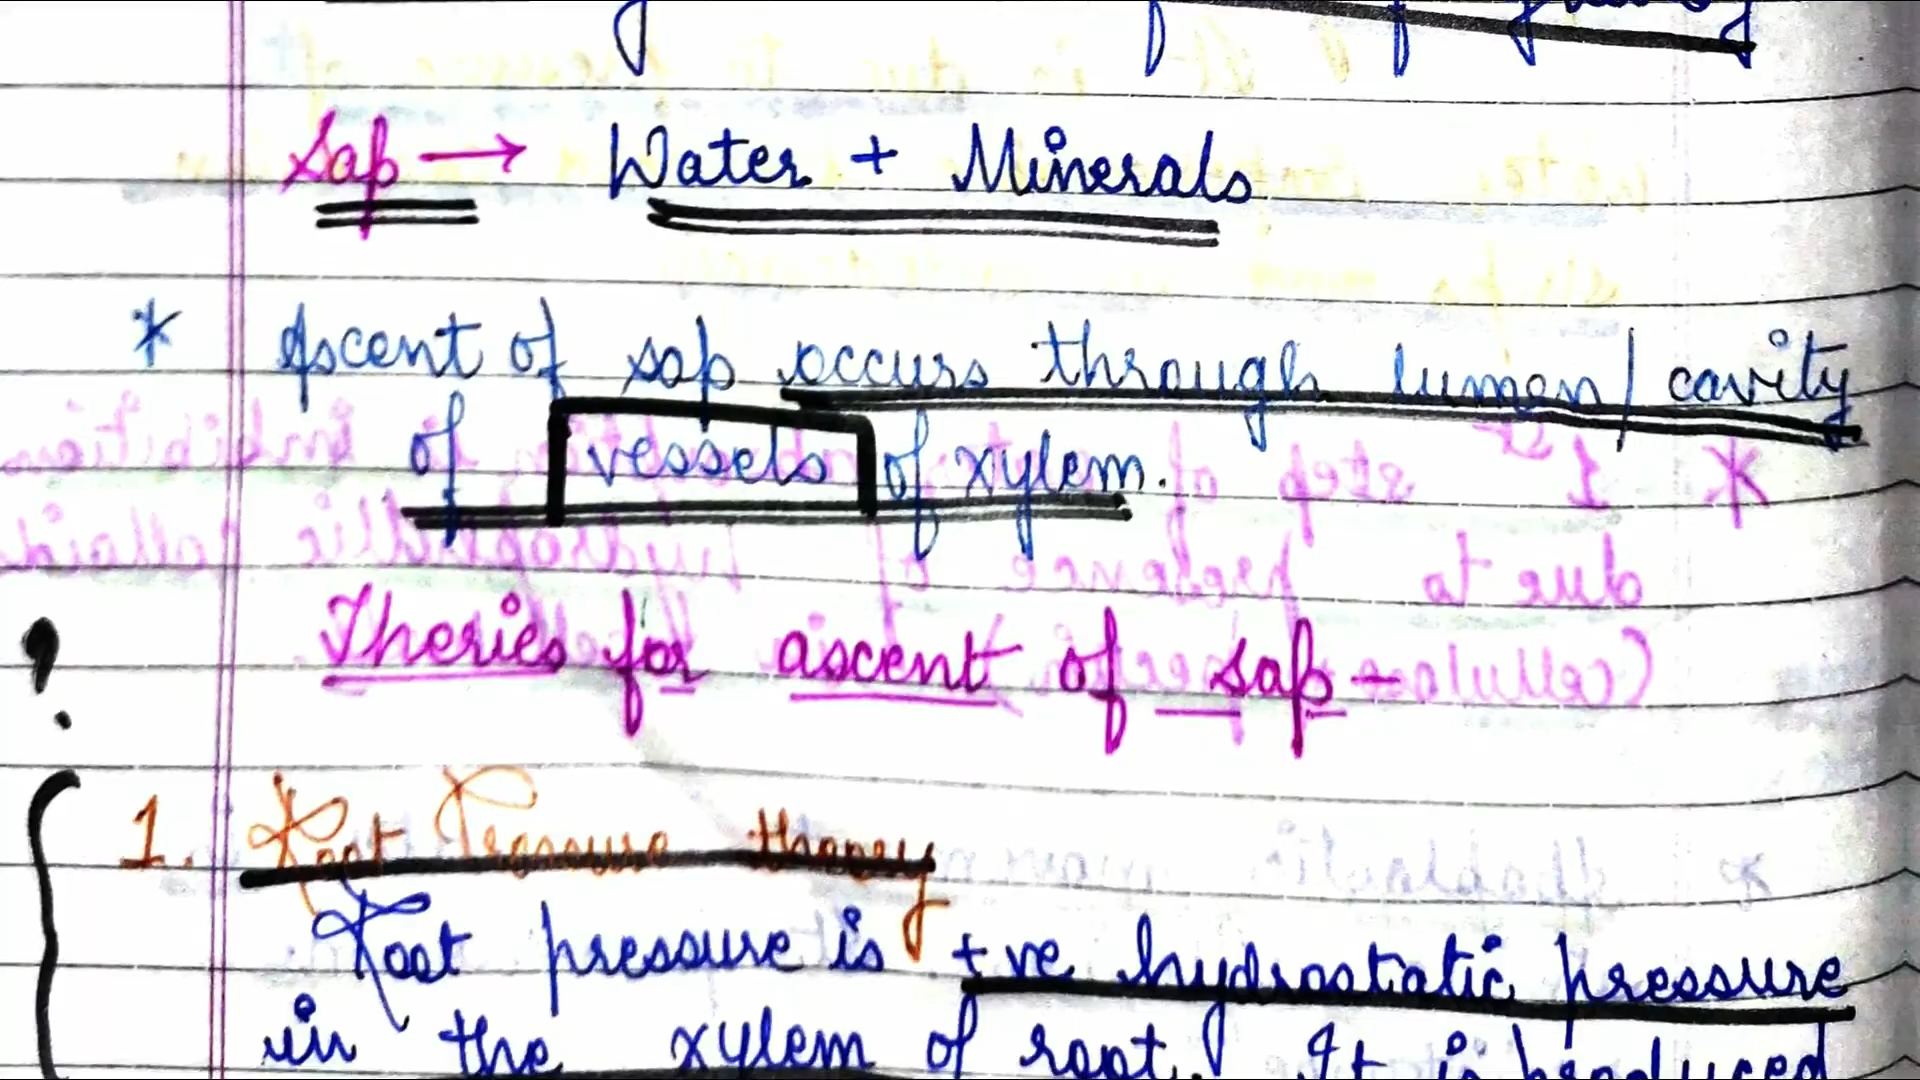 Sap → Water + Minerals
* Ascent of sap occurs through lumen/cavity
of vessels of xylem.
Theries for ascent of sap-
1. Root Pressure theory
Root pressure is +ve hydrostatic pressure
in the xylem of root. It is produced